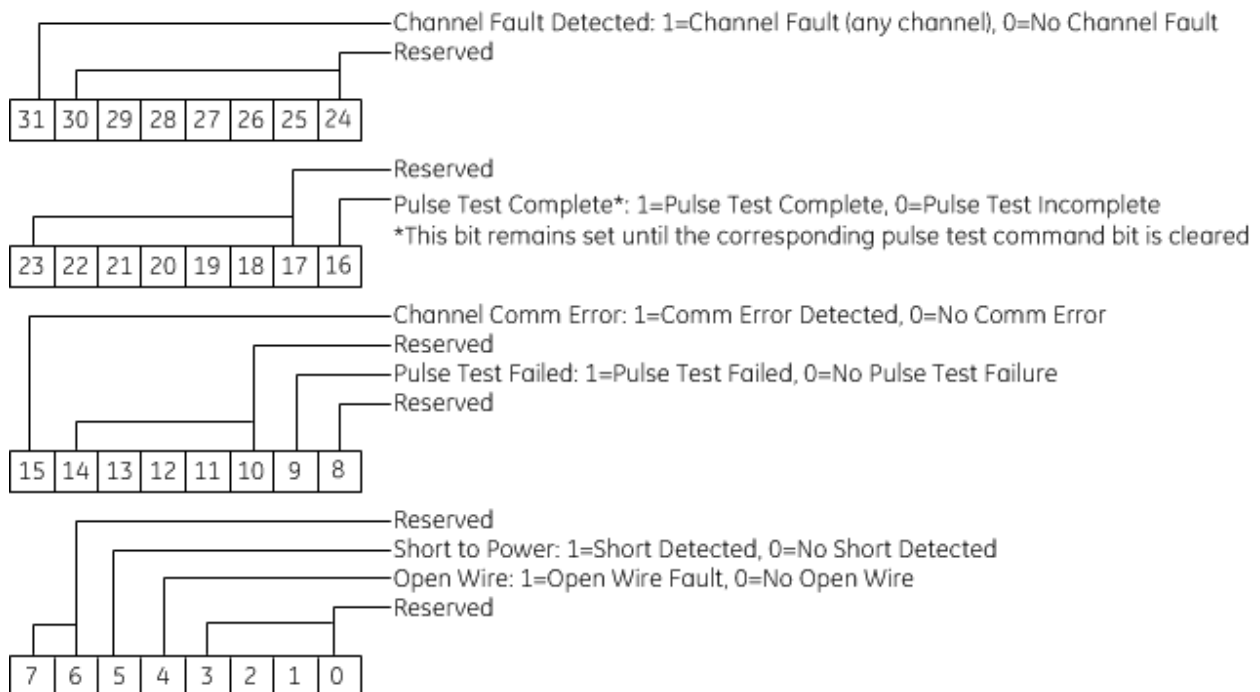 Channel Fault Detected: 1=Channel Fault (any channel), 0=No Channel Fault
Reserved
31 30 29 28 27 26 25 24
Reserved
Pulse Test Complete*: 1=Pulse Test Complete, 0=Pulse Test Incomplete
*This bit remains set until the corresponding pulse test command bit is cleared
23 22 21 20 19 18 17 16
Channel Comm Error: 1=Comm Error Detected, 0=No Comm Error
Reserved
Pulse Test Failed: 1=Pulse Test Failed, 0=No Pulse Test Failure
Reserved
15 14 13 12 11 10 9 8
Reserved
Short to Power: 1=Short Detected, 0=No Short Detected
Open Wire: 1=Open Wire Fault, 0=No Open Wire
Reserved
7 6 5 4 3 2 1 0